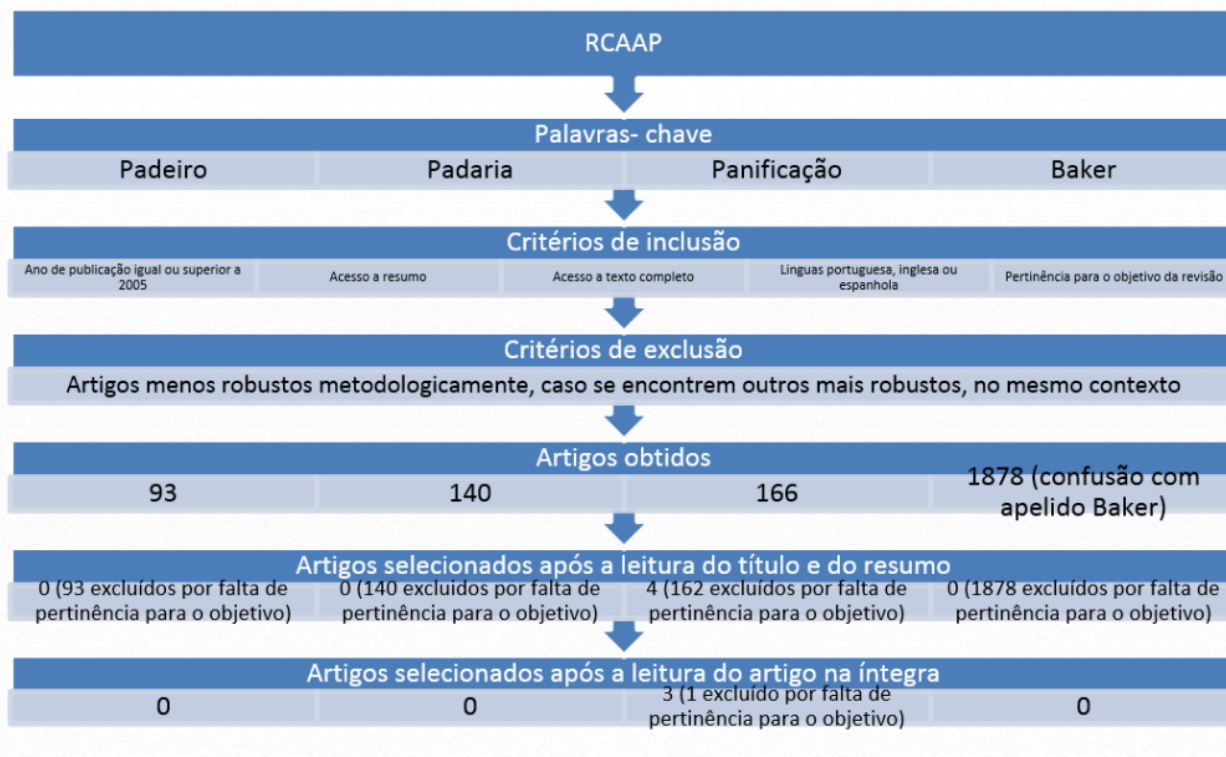 RCAAP
Palavras- chave
Padeiro
Padaria
Panificação
Baker
Critérios de inclusão
Ano de publicação igual ou superior a
2005
Acesso a resumo
Acesso a texto completo
Linguas portuguesa, inglesa ou
espanhola
Pertinência para o objetivo da revisão
Critérios de exclusão
Artigos menos robustos metodologicamente, caso se encontrem outros mais robustos, no mesmo contexto
Artigos obtidos
93
140
166
1878 (confusão com
apelido Baker)
Artigos selecionados após a leitura do título e do resumo
0 (93 excluídos por falta de
pertinência para o objetivo)
0 (140 excluídos por falta de
pertinência para o objetivo)
4 (162 excluídos por falta de
pertinência para o objetivo)
0 (1878 excluídos por falta de
pertinência para o objetivo)
Artigos selecionados após a leitura do artigo na íntegra
0
0
3 (1 excluído por falta de
pertinência para o objetivo)
0